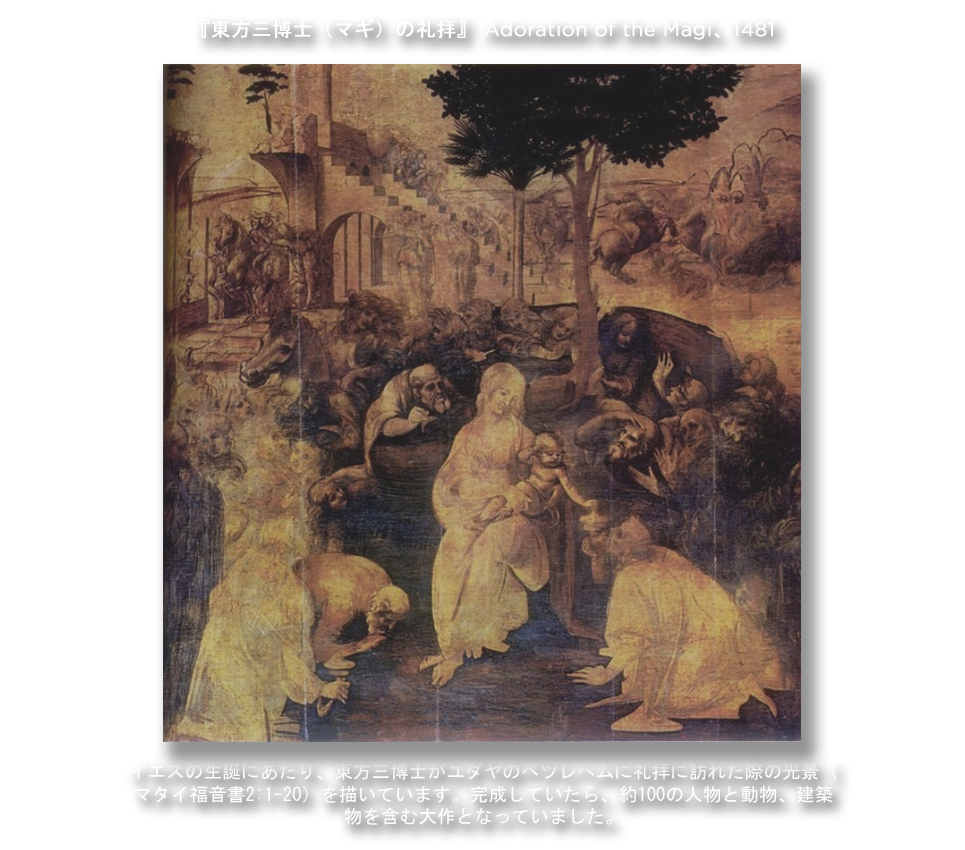 『東方三博士（マギ）の礼拝』 Adoration of the Magi、1481
イエスの生誕にあたり、東方三博士がユダヤのベツレヘムに礼拝に訪れた際の光景（
マタイ福音書2:1-20）を描いています。完成していたら、約100の人物と動物、建築
物を含む大作となっていました。